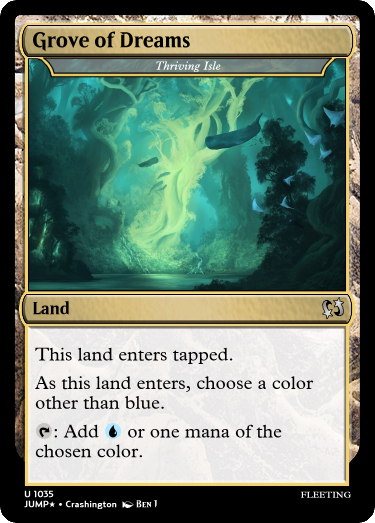 Grove of Dreams
Thriving Isle
Land
This land enters tapped.
As this land enters, choose a color
other than blue.
: Add or one mana of the
chosen color.
U 1035
JUMP★ • Crashington Ben I
FLEETING